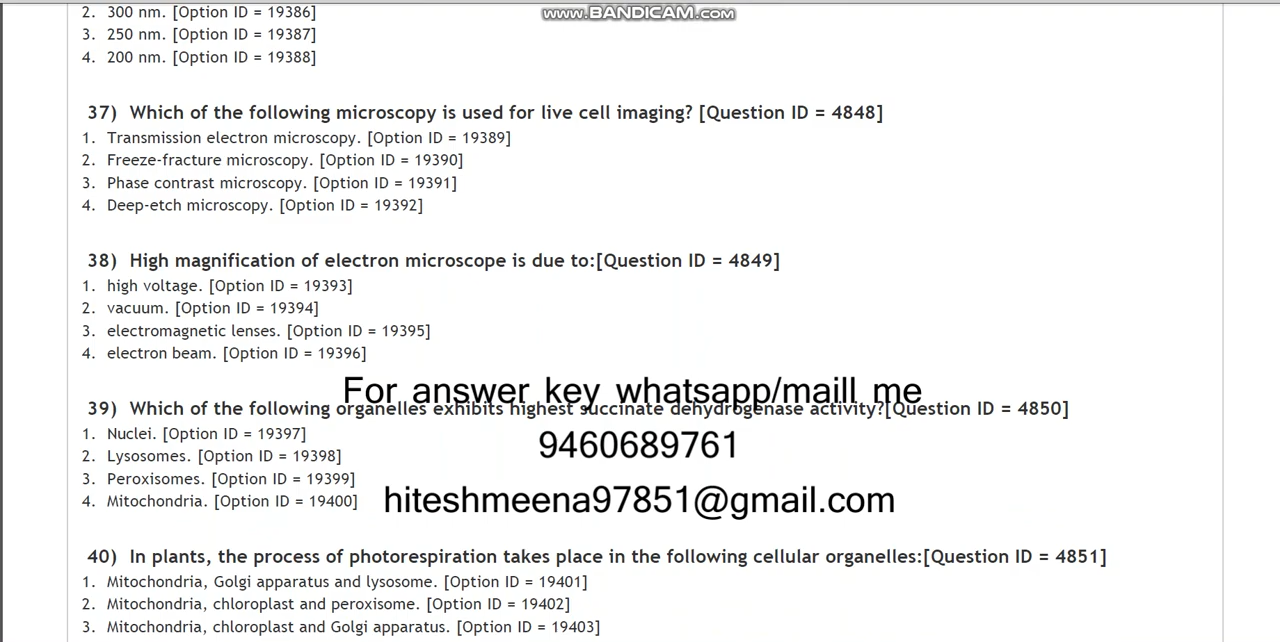 2. 300 nm. [Option ID = 19386]
www.BANDICAM.com
3. 250 nm. [Option ID = 19387]
4. 200 nm. [Option ID = 19388]
37) Which of the following microscopy is used for live cell imaging? [Question ID = 4848]
1. Transmission electron microscopy. [Option ID = 19389]
2. Freeze-fracture microscopy. [Option ID = 19390]
3. Phase contrast microscopy. [Option ID = 19391]
4. Deep-etch microscopy. [Option ID = 19392]
38) High magnification of electron microscope is due to:[Question ID = 4849]
1. high voltage. [Option ID = 19393]
2. vacuum. [Option ID = 19394]
3. electromagnetic lenses. [Option ID = 19395]
4. electron beam. [Option ID = 19396]
For answer key whatsapp/maill me
39) Which of the following organelles exhibits highest succinate dehydrogenase activity?[Question ID = 4850]
1. Nuclei. [Option ID = 19397]
9460689761
2. Lysosomes. [Option ID = 19398]
3. Peroxisomes. [Option ID = 19399]
4. Mitochondria. [Option ID = 19400]
hiteshmeena97851@gmail.com
40) In plants, the process of photorespiration takes place in the following cellular organelles:[Question ID = 4851]
1. Mitochondria, Golgi apparatus and lysosome. [Option ID = 19401]
2. Mitochondria, chloroplast and peroxisome. [Option ID = 19402]
3. Mitochondria, chloroplast and Golgi apparatus. [Option ID = 19403]